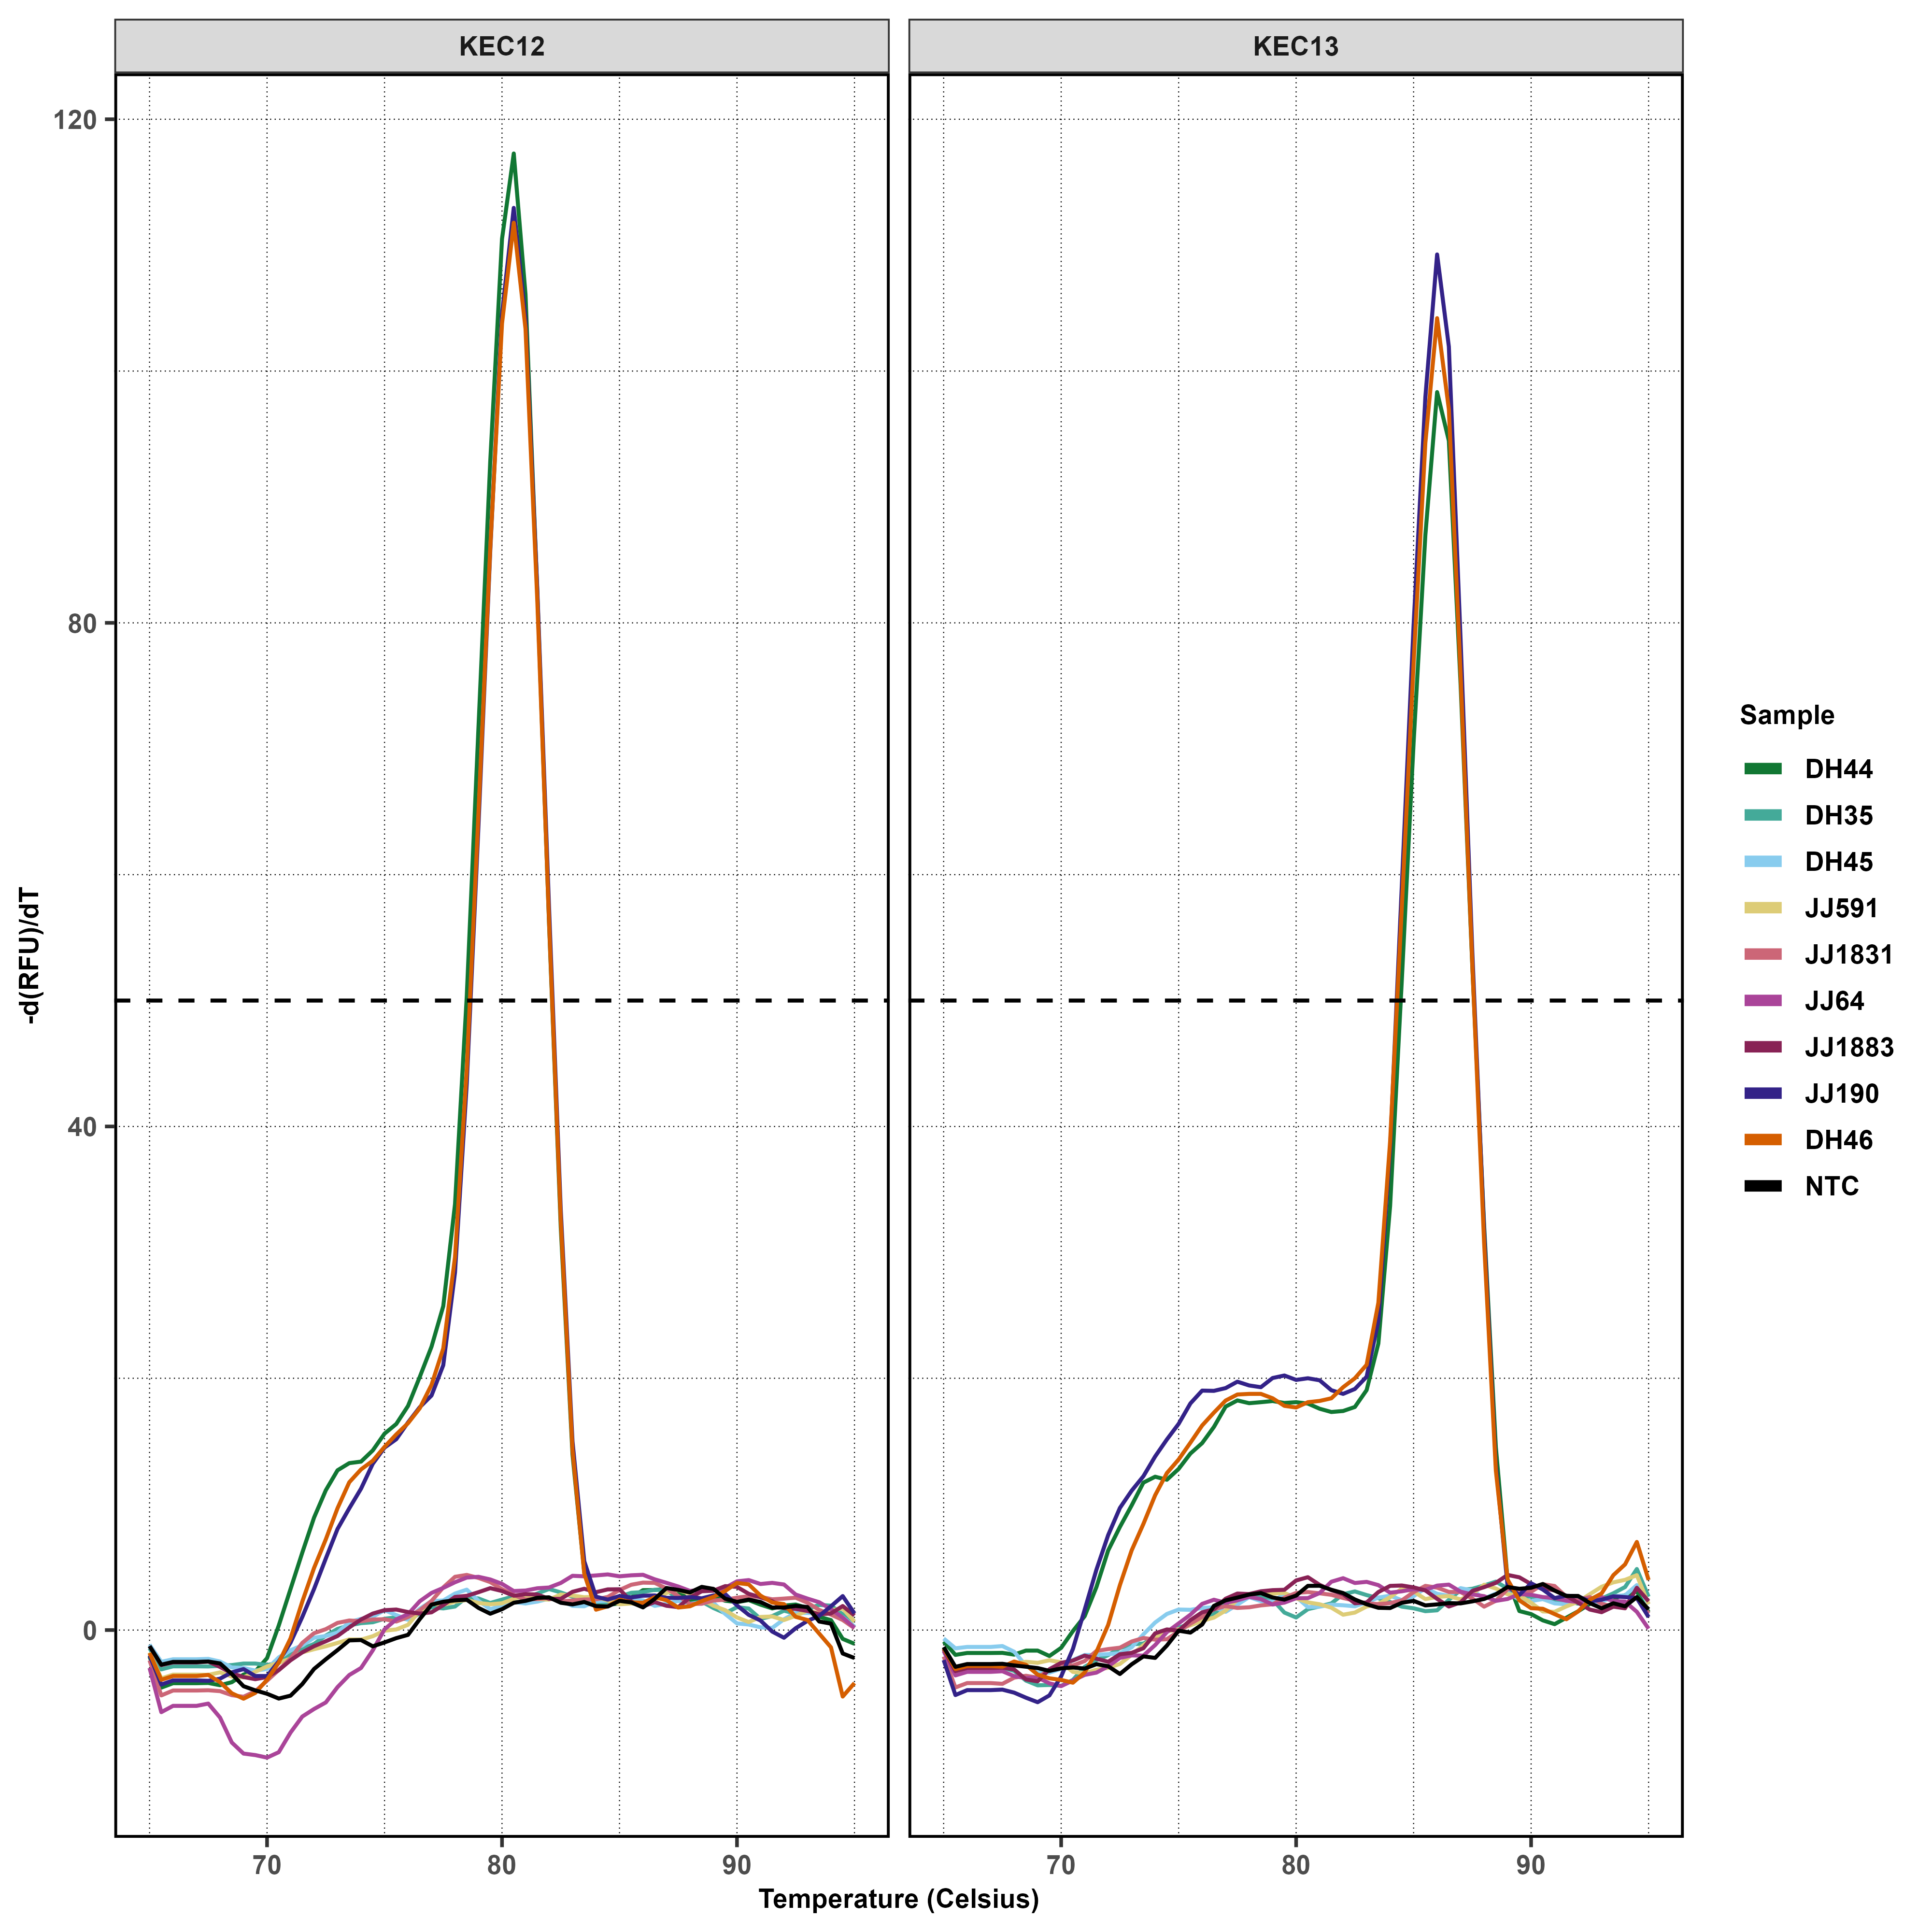 KEC12
KEC13
120
80
40
0
-d(RFU)/dT
70
80
90
70
80
90
Temperature (Celsius)
Sample
DH44
DH35
DH45
JJ591
JJ1831
JJ64
JJ1883
JJ190
DH46
NTC